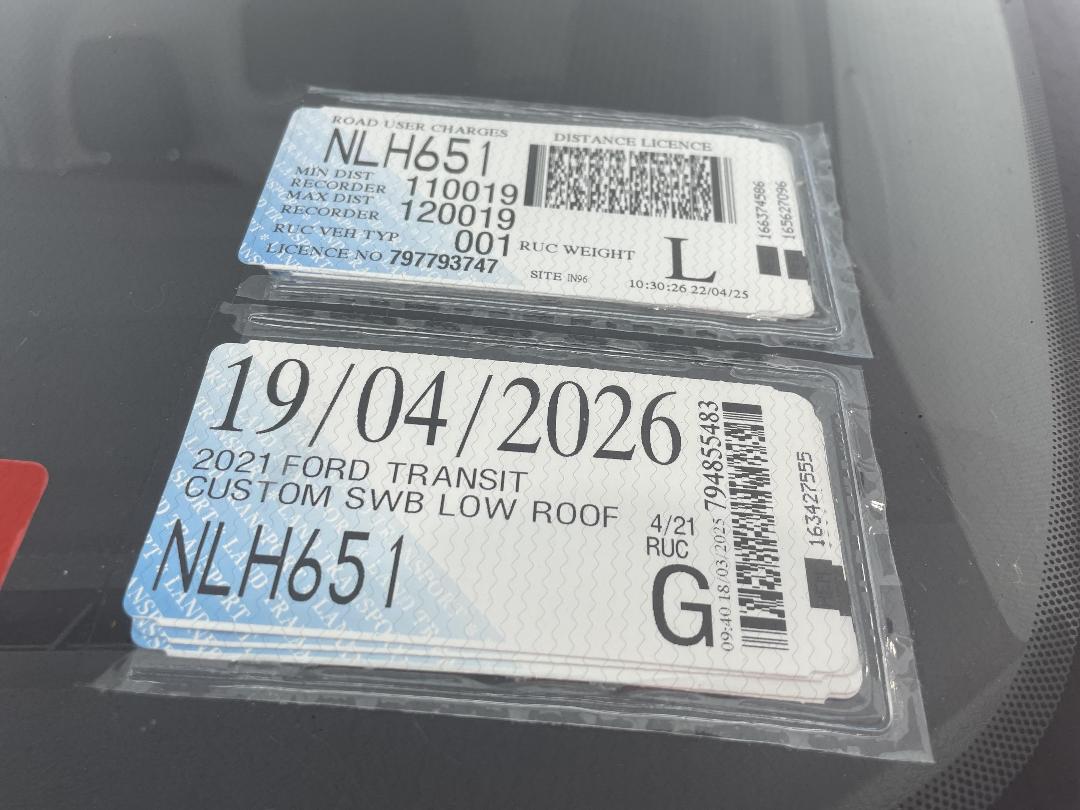 ROAD USER CHARGES
DISTANCE LICENCE
NLH651
MIN DIST
RECORDER 110019
MAX DIST
RECORDER 120019
RUC VEH TYP 001
RUC WEIGHT L
LICENCE NO 797793747
SITE IN96
10:30:26 22/04/25
166374586
165627096
19/04/2026
2021 FORD TRANSIT
CUSTOM SWB LOW ROOF
NLH651
4/21
RUC
G
09:40 18/03/2025 794855483
163427555